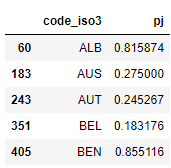 code_iso3 pj
60 ALB 0.815874
183 AUS 0.275000
243 AUT 0.245267
351 BEL 0.183176
405 BEN 0.855116